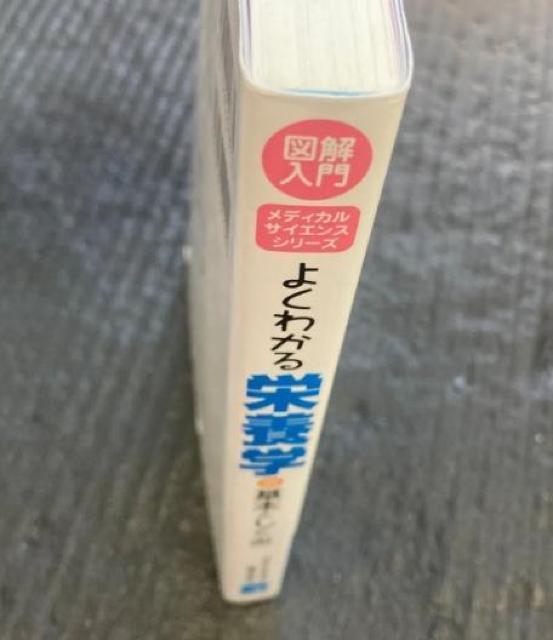 図解
入門
メディカル
サイエンス
シリーズ
よくわかる
栄養学の
基本としくみ